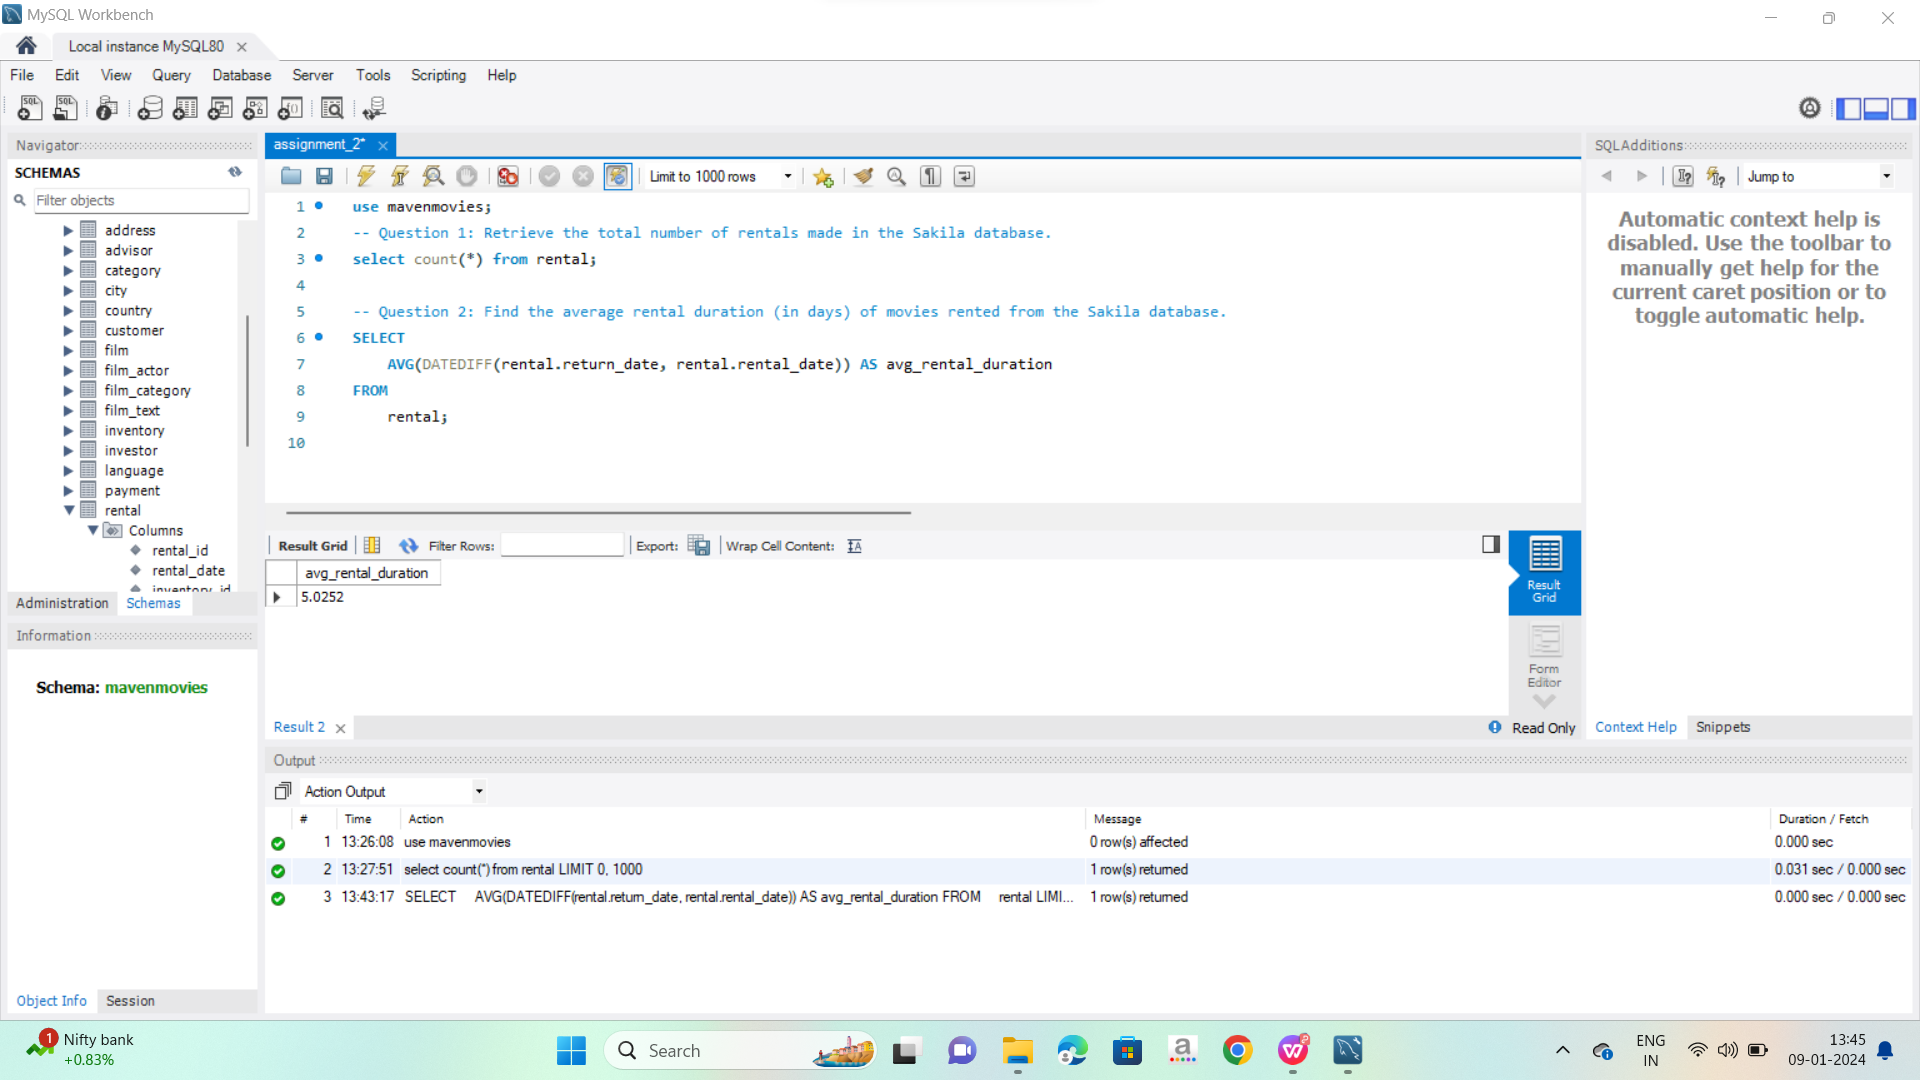 MySQL Workbench
Local instance MySQL80
File Edit View Query Database Server Tools Scripting Help
Navigator
SCHEMAS
Filter objects
address
advisor
category
city
country
customer
film
film_actor
film_category
film_text
inventory
investor
language
payment
rental
Columns
rental_id
rental_date
inventory_id
Administration Schemas
Information
Schema: mavenmovies
Object Info Session
assignment_2*
Limit to 1000 rows
1 use mavenmovies;
2 -- Question 1: Retrieve the total number of rentals made in the Sakila database.
3 select count(*) from rental;
4
5 -- Question 2: Find the average rental duration (in days) of movies rented from the Sakila database.
6 SELECT
7 AVG(DATEDIFF(rental.return_date, rental.rental_date)) AS avg_rental_duration
8 FROM
9 rental;
10
Result Grid Filter Rows: Export: Wrap Cell Content:
avg_rental_duration
5.0252
Result Grid
Form Editor
Result 2
Read Only
SQLAdditions
Jump to
Automatic context help is
disabled. Use the toolbar to
manually get help for the
current caret position or to
toggle automatic help.
Context Help Snippets
Output
Action Output
# Time Action Message Duration / Fetch
1 13:26:08 use mavenmovies 0 row(s) affected 0.000 sec
2 13:27:51 select count(*) from rental LIMIT 0, 1000 1 row(s) returned 0.031 sec / 0.000 sec
3 13:43:17 SELECT AVG(DATEDIFF(rental.return_date, rental.rental_date)) AS avg_rental_duration FROM rental LIMI... 1 row(s) returned 0.000 sec / 0.000 sec
1
Nifty bank
+0.83%
Search
ENG
IN
13:45
09-01-2024